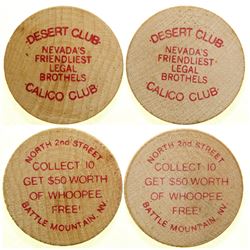 DESERT CLUB
NEVADA'S
FRIENDLIEST
LEGAL
BROTHELS
CALICO CLUB
DESERT CLUB
NEVADA'S
FRIENDLIEST
LEGAL
BROTHELS
CALICO CLUB
NORTH 2nd STREET
COLLECT 10
GET $50 WORTH
OF WHOOPEE
FREE!
BATTLE MOUNTAIN, NV.
NORTH 2nd STREET
COLLECT 10
GET $50 WORTH
OF WHOOPEE
FREE!
BATTLE MOUNTAIN, NV.